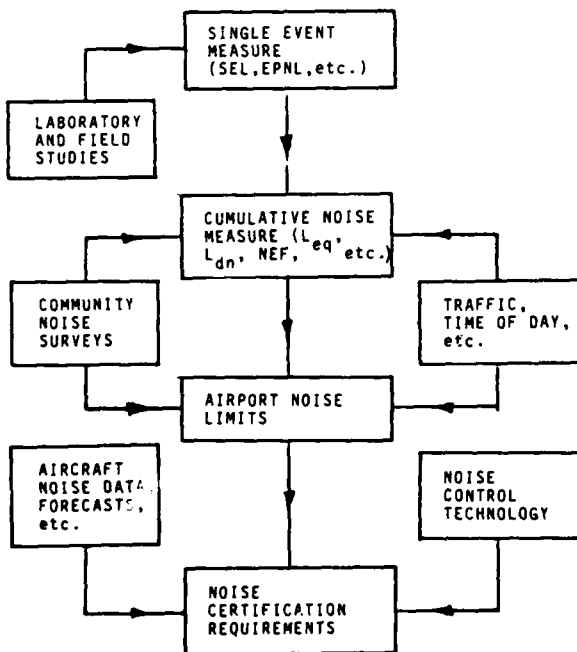 SINGLE EVENT
MEASURE
(SEL,EPNL,etc.)
LABORATORY
AND FIELD
STUDIES
CUMULATIVE NOISE
MEASURE (Leq,
Ldn, NEF, etc.)
COMMUNITY
NOISE
SURVEYS
TRAFFIC,
TIME OF DAY,
etc.
AIRPORT NOISE
LIMITS
AIRCRAFT
NOISE DATA,
FORECASTS,
etc.
NOISE
CONTROL
TECHNOLOGY
NOISE
CERTIFICATION
REQUIREMENTS